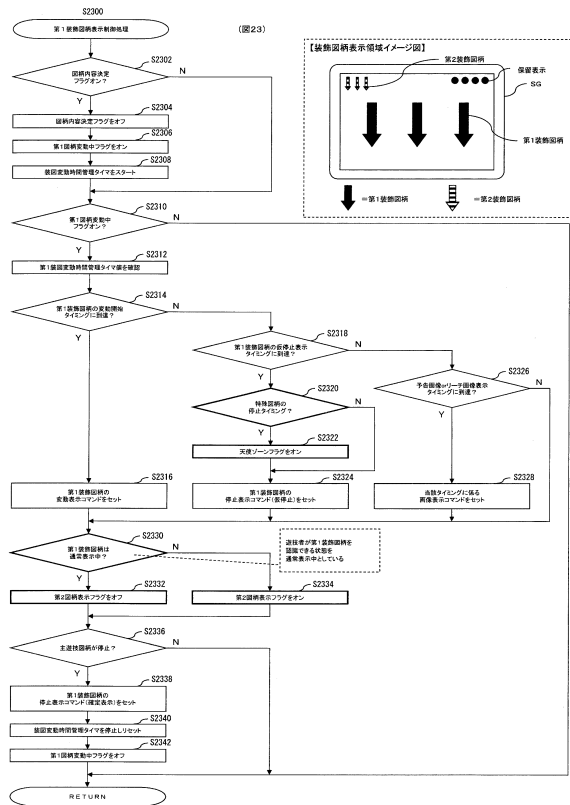 S2300
(図23)
第1装飾図柄表示制御処理
S2302
図柄内容決定
フラグオン?
N
Y
S2304
図柄内容決定フラグをオフ
S2306
第1図柄変動中フラグをオン
S2308
装図変動時間管理タイマをスタート
【装飾図柄表示領域イメージ図】
第2装飾図柄
保留表示
SG
第1装飾図柄
=第1装飾図柄
=第2装飾図柄
S2310
第1図柄変動中
フラグオン?
N
Y
S2312
第1装図変動時間管理タイマ値を確認
S2314
第1装飾図柄の変動開始
タイミングに到達?
N
Y
S2318
第1装飾図柄の仮停止表示
タイミングに到達?
N
Y
S2326
予告画像orリーチ画像表示
タイミングに到達?
N
Y
S2320
特殊図柄の
停止タイミング?
N
Y
S2322
天使ゾーンフラグをオン
S2316
第1装飾図柄の
変動表示コマンドをセット
S2324
第1装飾図柄の
停止表示コマンド(仮停止)をセット
S2328
当該タイミングに係る
画像表示コマンドをセット
S2330
第1装飾図柄は
通常表示中?
N
Y
遊技者が第1装飾図柄を
認識できる状態を
通常表示中としている
S2332
第2図柄表示フラグをオフ
S2334
第2図柄表示フラグをオン
S2336
主遊技図柄が停止?
N
Y
S2338
第1装飾図柄の
停止表示コマンド(確定表示)をセット
S2340
装図変動時間管理タイマを停止しリセット
S2342
第1図柄変動中フラグをオフ
RETURN